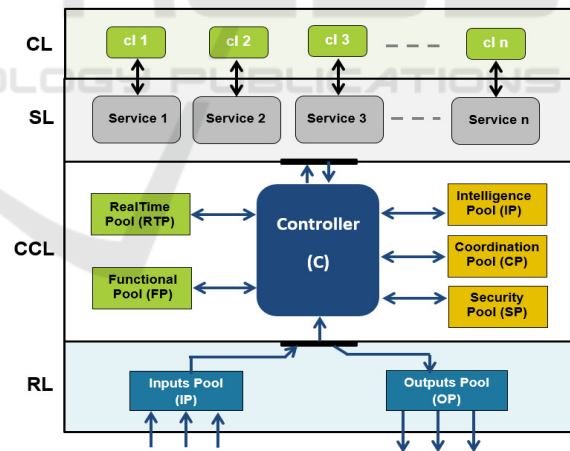 CL
cl 1
cl 2
cl 3
cl n
OLOGY PUBLICATIONS
SL
Service 1
Service 2
Service 3
Service n
CCL
RealTime
Pool (RTP)
Functional
Pool (FP)
Controller
(C)
Intelligence
Pool (IP)
Coordination
Pool (CP)
Security
Pool (SP)
RL
Inputs Pool
(IP)
Outputs Pool
(OP)